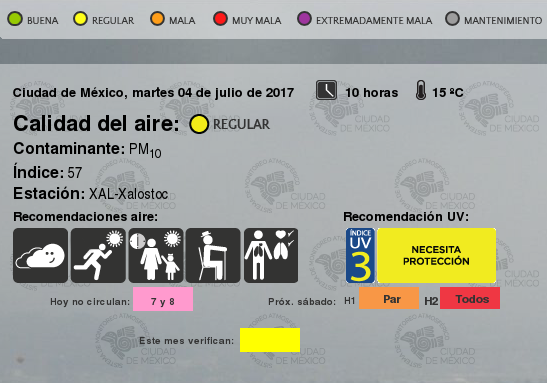 BUENA REGULAR MALA MUY MALA EXTREMADAMENTE MALA MANTENIMIENTO
Ciudad de México, martes 04 de julio de 2017 10 horas 15 ºC
Calidad del aire: REGULAR
Contaminante: PM10
Índice: 57
Estación: XAL-Xalostoc
Recomendaciones aire: Recomendación UV:
ÍNDICE UV 3 NECESITA PROTECCIÓN
Hoy no circulan: 7 y 8 Próx. sábado: H1 Par H2 Todos
Este mes verifican:
CIUDAD DE MÉXICO